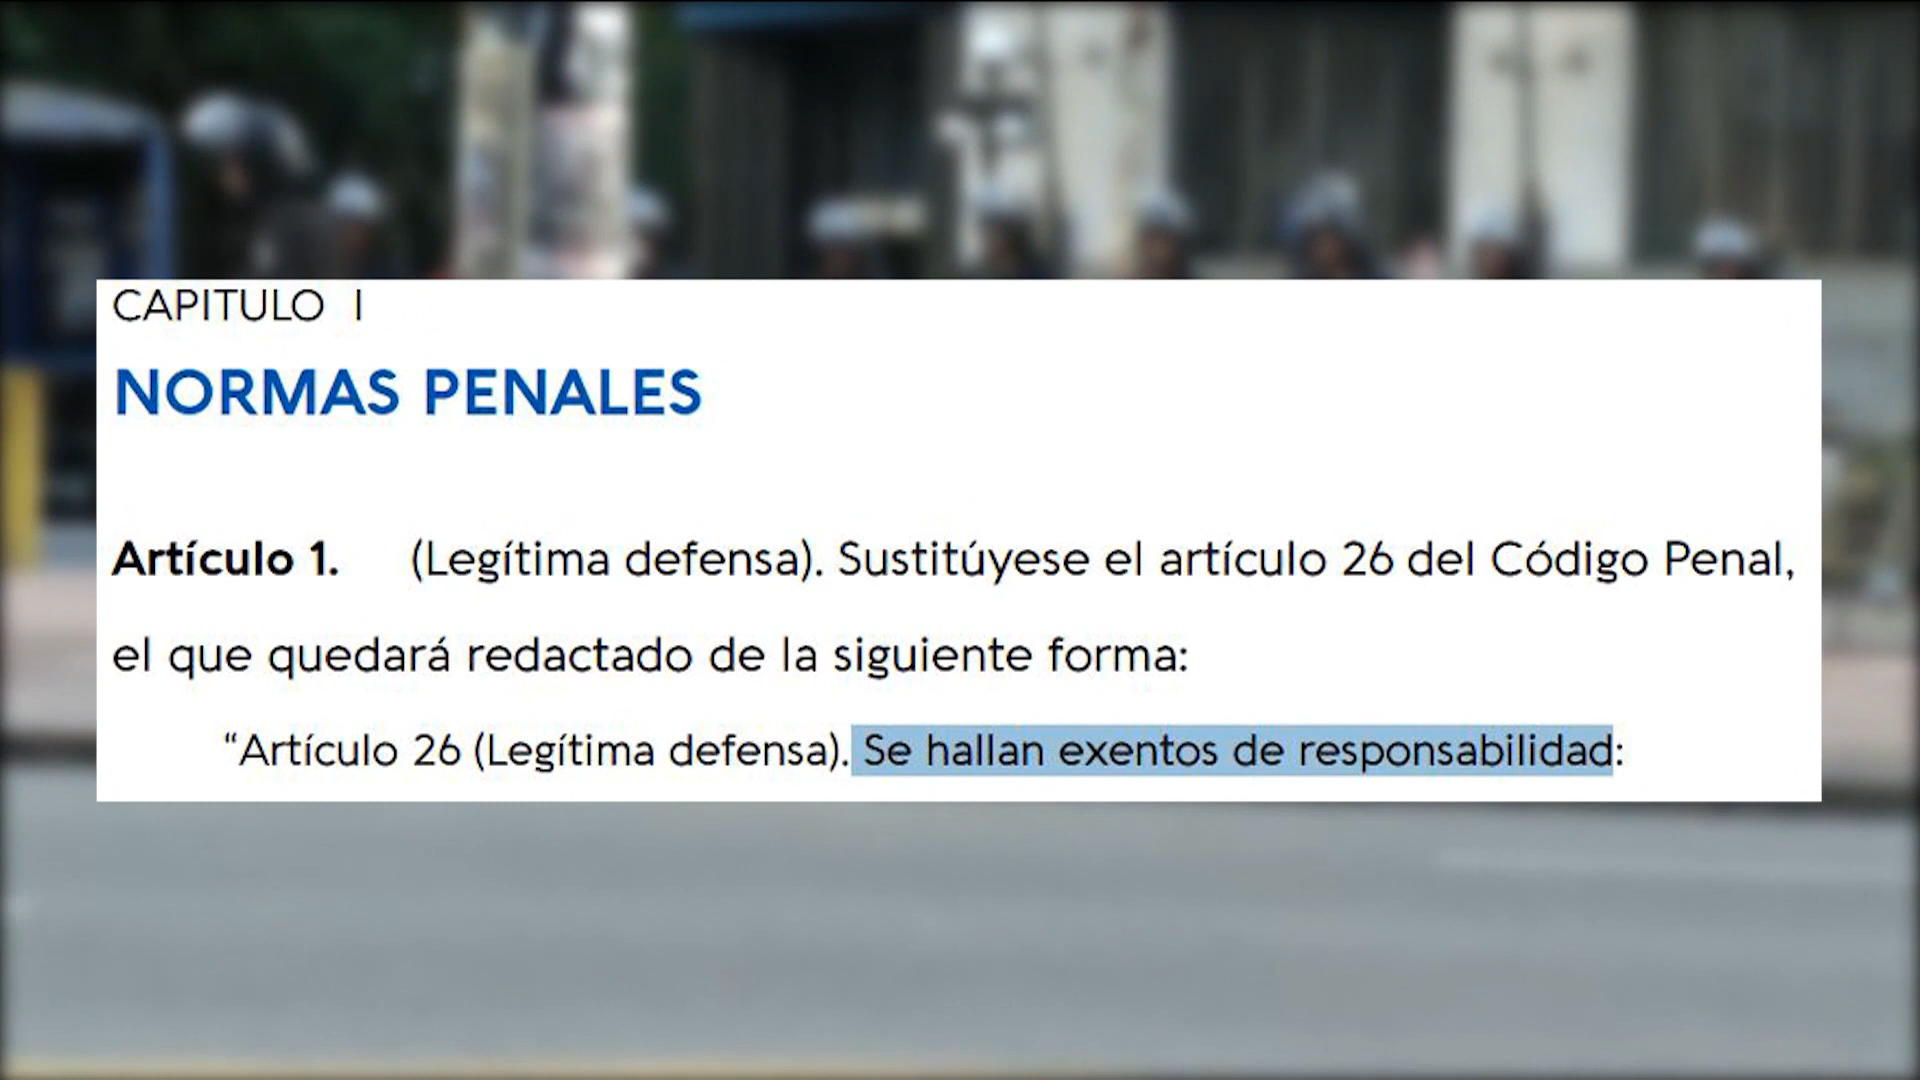 CAPITULO I
NORMAS PENALES
Artículo 1. (Legítima defensa). Sustitúyese el artículo 26 del Código Penal,
el que quedará redactado de la siguiente forma:
“Artículo 26 (Legítima defensa). Se hallan exentos de responsabilidad: